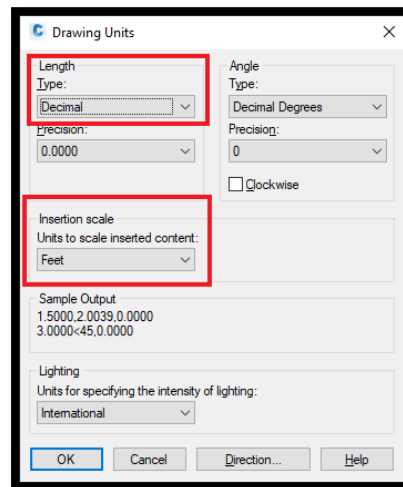 Drawing Units
Length
Type:
Decimal
Precision:
0.0000
Angle
Type:
Decimal Degrees
Precision:
0
Clockwise
Insertion scale
Units to scale inserted content:
Feet
Sample Output
1.5000,2.0039,0.0000
3.0000<45,0.0000
Lighting
Units for specifying the intensity of lighting:
International
OK Cancel Direction... Help